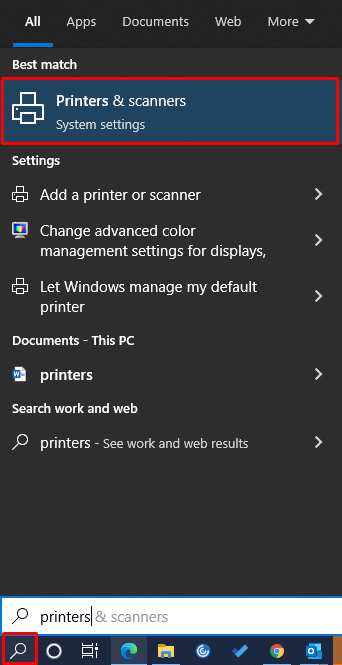 All Apps Documents Web More
Best match
Printers & scanners
System settings
Settings
Add a printer or scanner
Change advanced color
management settings for displays,
Let Windows manage my default
printer
Documents - This PC
printers
Search work and web
printers - See work and web results
printers & scanners